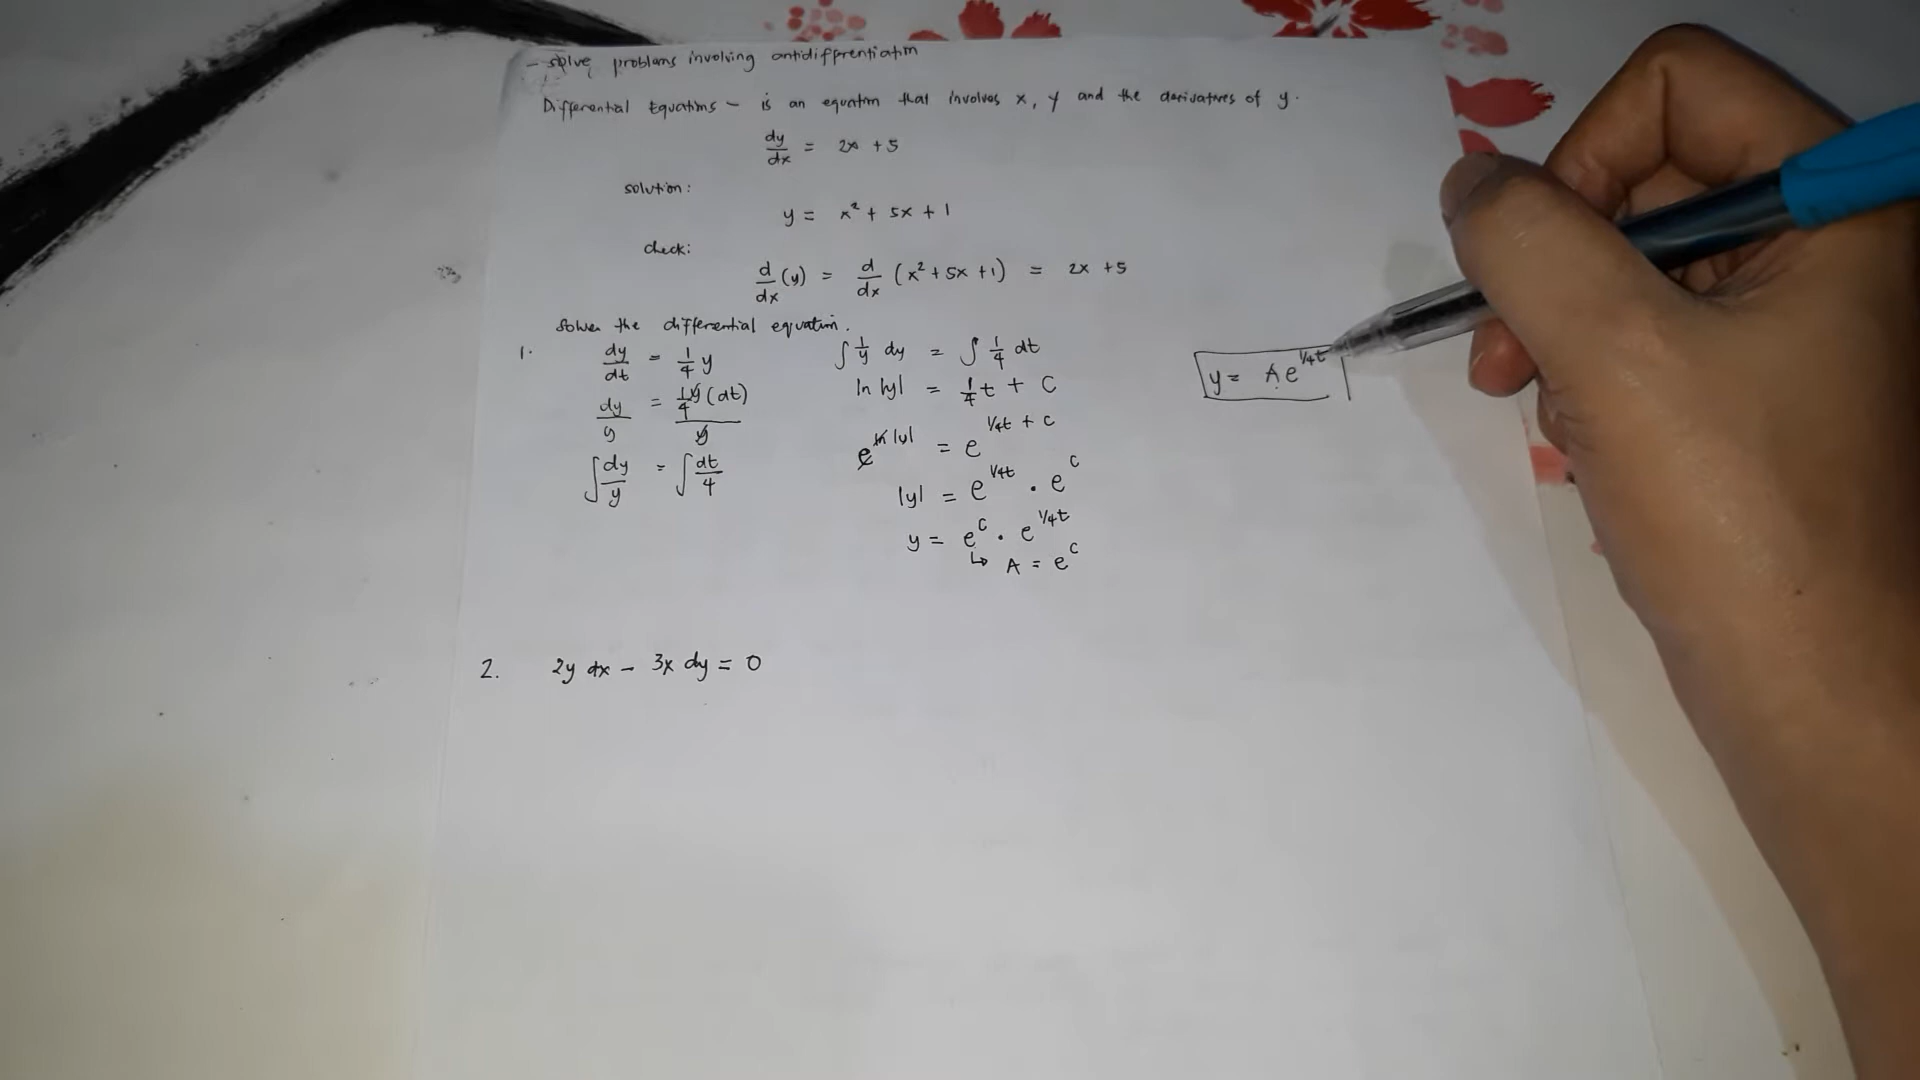 - solve problems involving antidifferentiation
Differential Equations - is an equation that involves x, y and the derivatives of y.
dy/dx = 2x + 5
solution:
y = x² + 5x + 1
check:
d/dx (y) = d/dx (x² + 5x + 1) = 2x + 5
Solve the differential equation.
1. dy/dt = 1/4 y
dy/y = 1/4 y (dt) / y
∫ dy/y = ∫ dt/4
∫ 1/y dy = ∫ 1/4 dt
ln |y| = 1/4 t + C
e^(ln |y|) = e^(1/4t + C)
|y| = e^(1/4t) · e^C
y = e^C · e^(1/4t)
↳ A = e^C
y = A e^(1/4t)
2. 2y dx - 3x dy = 0